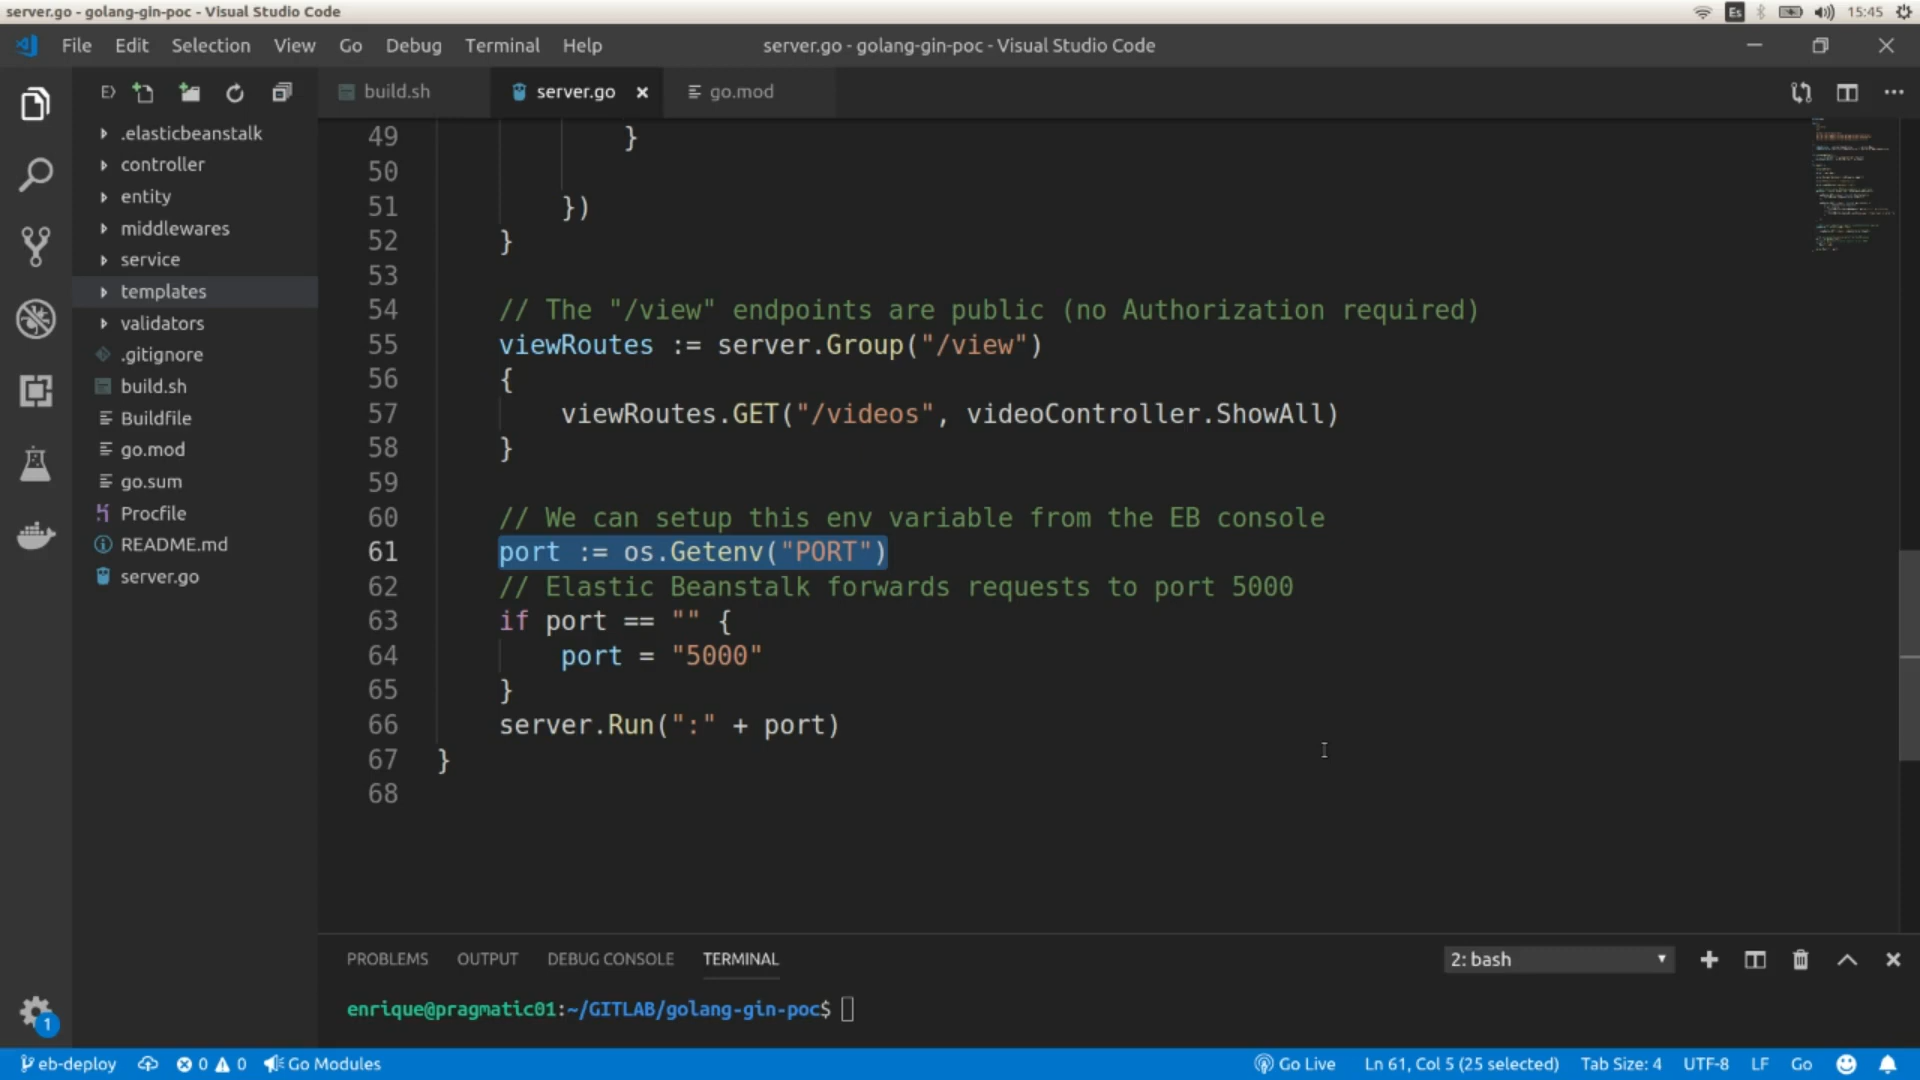 server.go - golang-gin-poc - Visual Studio Code
Es
15:45
File Edit Selection View Go Debug Terminal Help
server.go - golang-gin-poc - Visual Studio Code
build.sh
server.go
go.mod
.elasticbeanstalk
controller
entity
middlewares
service
templates
validators
.gitignore
build.sh
Buildfile
go.mod
go.sum
Procfile
README.md
server.go
49 }
50
51 })
52 }
53
54 // The "/view" endpoints are public (no Authorization required)
55 viewRoutes := server.Group("/view")
56 {
57 viewRoutes.GET("/videos", videoController.ShowAll)
58 }
59
60 // We can setup this env variable from the EB console
61 port := os.Getenv("PORT")
62 // Elastic Beanstalk forwards requests to port 5000
63 if port == "" {
64 port = "5000"
65 }
66 server.Run(":" + port)
67 }
68
PROBLEMS OUTPUT DEBUG CONSOLE TERMINAL
2: bash
enrique@pragmatic01:~/GITLAB/golang-gin-poc$
1
eb-deploy 0 0 Go Modules
Go Live Ln 61, Col 5 (25 selected) Tab Size: 4 UTF-8 LF Go